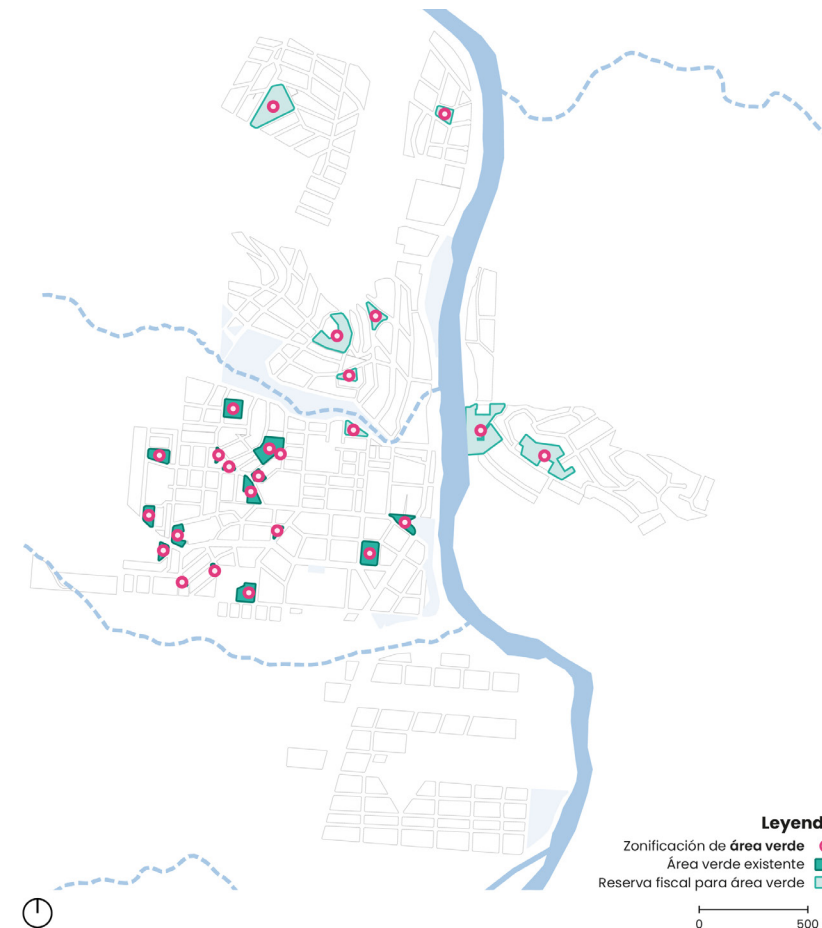 Leyend
Zonificación de área verde
Área verde existente
Reserva fiscal para área verde
0 500